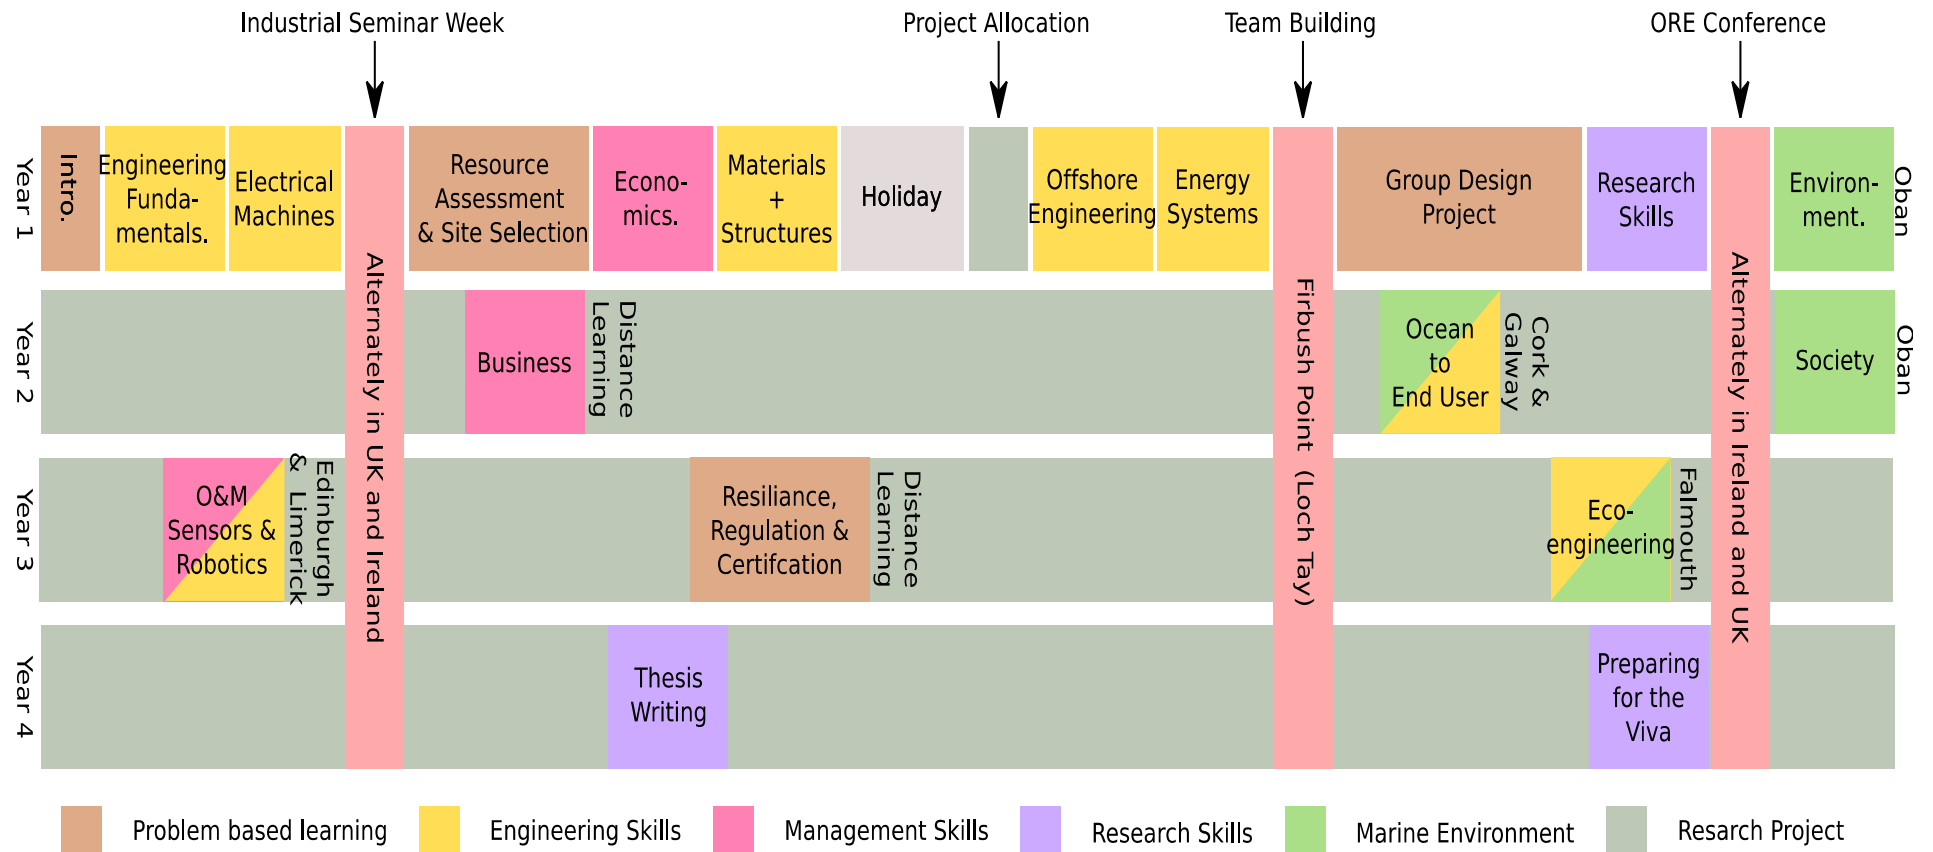 Industrial Seminar Week
Project Allocation
Team Building
ORE Conference
Year 1
Intro.
Engineering
Funda-
mentals.
Electrical
Machines
Resource
Assessment
& Site Selection
Econo-
mics.
Materials
+
Structures
Holiday
Offshore
Engineering
Energy
Systems
Group Design
Project
Research
Skills
Environ-
ment.
Oban
Alternately in UK and Ireland
Firbush Point (Loch Tay)
Alternately in Ireland and UK
Year 2
Business
Distance
Learning
Ocean
to
End User
Cork &
Galway
Society
Oban
Year 3
O&M
Sensors &
Robotics
Edinburgh
& Limerick
Resiliance,
Regulation &
Certifcation
Distance
Learning
Eco-
engineering
Falmouth
Year 4
Thesis
Writing
Preparing
for the
Viva
Problem based learning
Engineering Skills
Management Skills
Research Skills
Marine Environment
Resarch Project